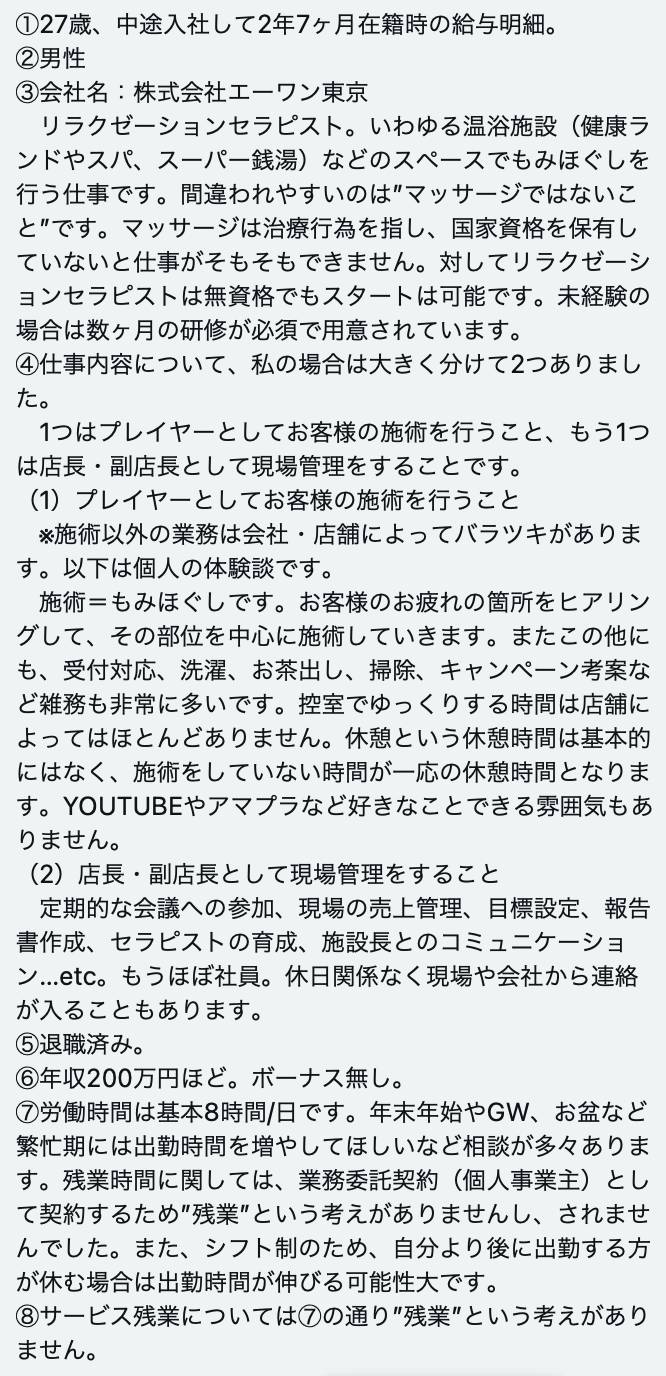 ①27歳、中途入社して2年7ヶ月在籍時の給与明細。
②男性
③会社名：株式会社エーワン東京
　リラクゼーションセラピスト。いわゆる温浴施設（健康ラ
ンドやスパ、スーパー銭湯）などのスペースでもみほぐしを
行う仕事です。間違われやすいのは"マッサージではないこ
と"です。マッサージは治療行為を指し、国家資格を保有し
ていないと仕事がそもそもできません。対してリラクゼーシ
ョンセラピストは無資格でもスタートは可能です。未経験の
場合は数ヶ月の研修が必須で用意されています。
④仕事内容について、私の場合は大きく分けて2つありまし
た。
　1つはプレイヤーとしてお客様の施術を行うこと、もう1つ
は店長・副店長として現場管理をすることです。
（1）プレイヤーとしてお客様の施術を行うこと
　※施術以外の業務は会社・店舗によってバラツキがありま
す。以下は個人の体験談です。
　施術＝もみほぐしです。お客様のお疲れの箇所をヒアリン
グして、その部位を中心に施術していきます。またこの他に
も、受付対応、洗濯、お茶出し、掃除、キャンペーン考案な
ど雑務も非常に多いです。控室でゆっくりする時間は店舗に
よってはほとんどありません。休憩という休憩時間は基本的
にはなく、施術をしていない時間が一応の休憩時間となりま
す。YOUTUBEやアマプラなど好きなことできる雰囲気もあ
りません。
（2）店長・副店長として現場管理をすること
　定期的な会議への参加、現場の売上管理、目標設定、報告
書作成、セラピストの育成、施設長とのコミュニケーショ
ン...etc。もうほぼ社員。休日関係なく現場や会社から連絡
が入ることもあります。
⑤退職済み。
⑥年収200万円ほど。ボーナス無し。
⑦労働時間は基本8時間/日です。年末年始やGW、お盆など
繁忙期には出勤時間を増やしてほしいなど相談が多々ありま
す。残業時間に関しては、業務委託契約（個人事業主）とし
て契約するため"残業"という考えがありませんし、されませ
んでした。また、シフト制のため、自分より後に出勤する方
が休む場合は出勤時間が伸びる可能性大です。
⑧サービス残業については⑦の通り"残業"という考えがあり
ません。